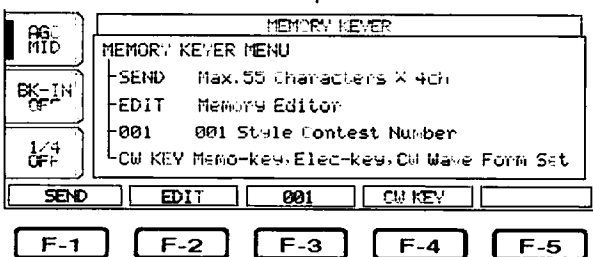 MEMORY KEYER
AGC
MID
MEMORY KEYER MENU
SEND Max.55 Characters X 4ch
BK-IN
OFF
EDIT Memory Editor
001 001 Style Contest Number
1/4
OFF
CW KEY Memo-key,Elec-key,CW Wave Form Set
SEND EDIT 001 CW KEY
F-1 F-2 F-3 F-4 F-5